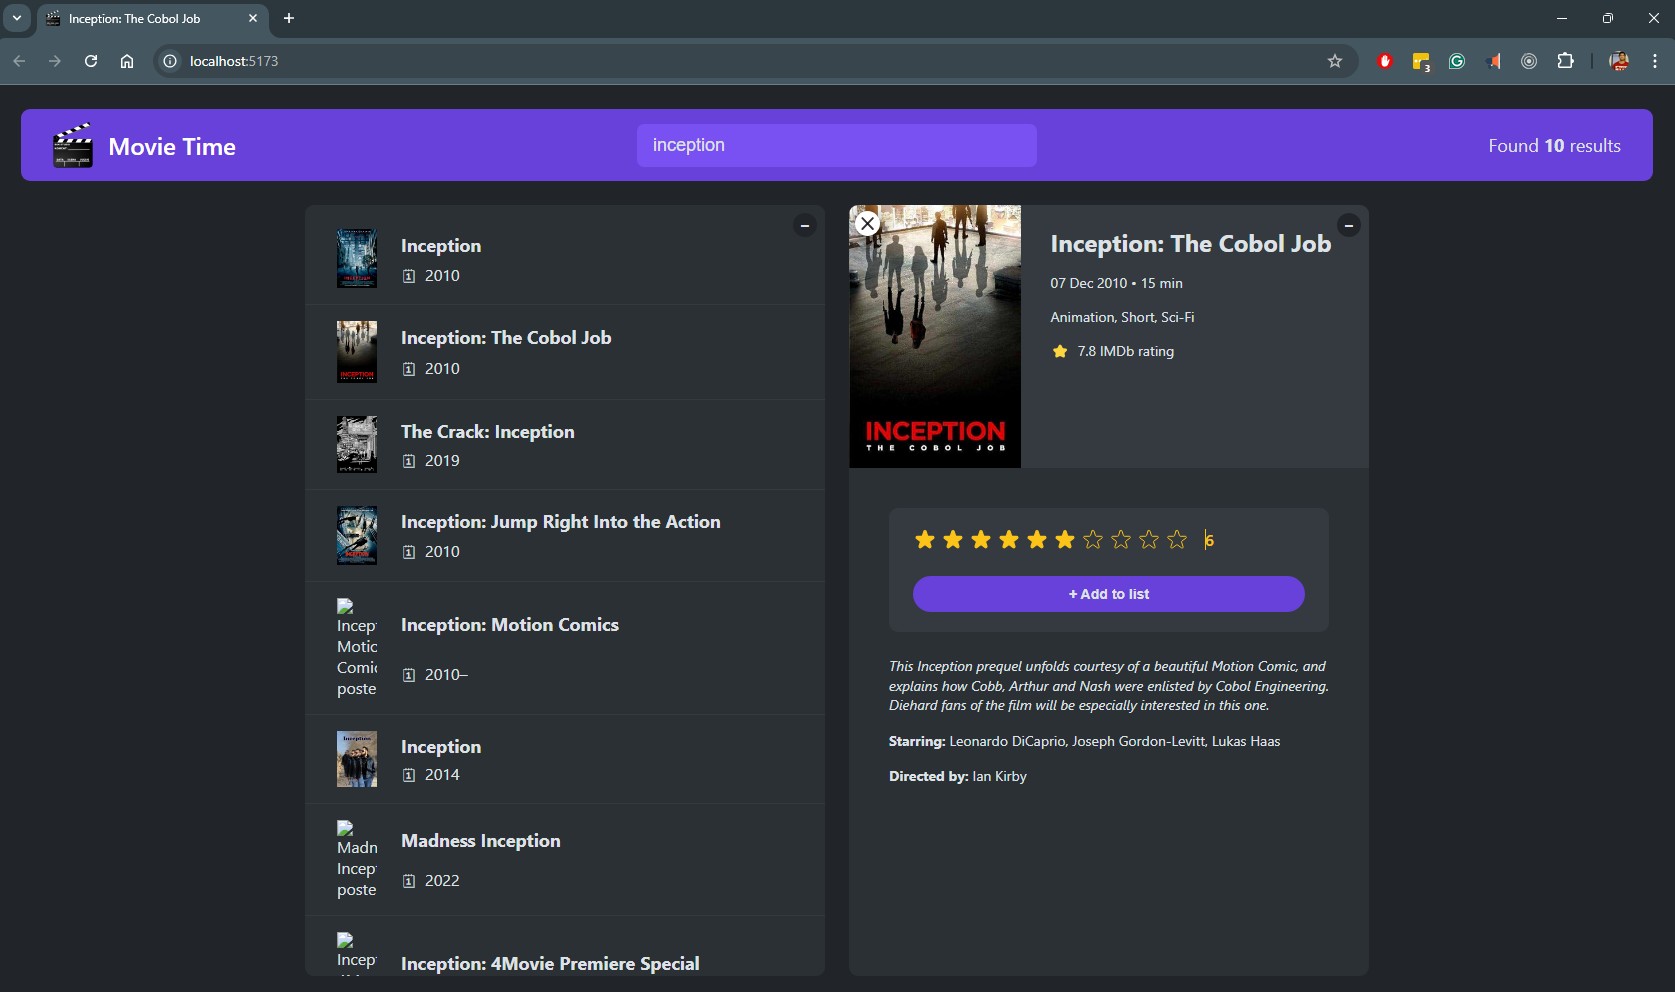 Inception: The Cobol Job
localhost:5173
3
Movie Time
inception
Found 10 results
Inception
2010
Inception: The Cobol Job
2010
The Crack: Inception
2019
Inception: Jump Right Into the Action
2010
Incep
Motio
Comic
poste
Inception: Motion Comics
2010–
Inception
2014
Madn
Incep
poste
Madness Inception
2022
Incep
Inception: 4Movie Premiere Special
INCEPTION
THE COBOL JOB
Inception: The Cobol Job
07 Dec 2010 • 15 min
Animation, Short, Sci-Fi
7.8 IMDb rating
6
+ Add to list
This Inception prequel unfolds courtesy of a beautiful Motion Comic, and
explains how Cobb, Arthur and Nash were enlisted by Cobol Engineering.
Diehard fans of the film will be especially interested in this one.
Starring: Leonardo DiCaprio, Joseph Gordon-Levitt, Lukas Haas
Directed by: Ian Kirby